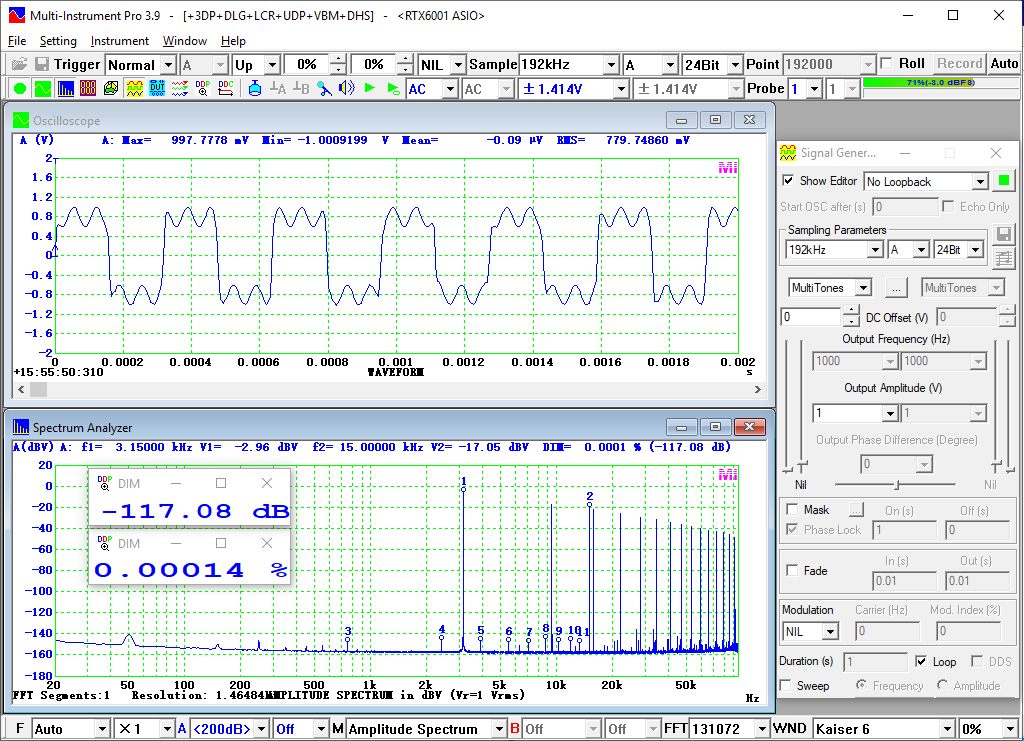 Multi-Instrument Pro 3.9 - [+3DP+DLG+LCR+UDP+VBM+DHS] - <RTX6001 ASIO>
File Setting Instrument Window Help
Trigger Normal A Up 0% 0% NIL Sample 192kHz A 24Bit Point 192000 Roll Record Auto
DUT DDP DDC A B AC AC ± 1.414V ± 1.414V Probe 1 1 71%(-3.0 dBFS)
Oscilloscope
A (V) A: Max= 997.7778 mV Min= -1.0009199 V Mean= -0.09 µV RMS= 779.74860 mV
MI
2
1.6
1.2
0.8
0.4
0
-0.4
-0.8
-1.2
-1.6
-2
0 0.0002 0.0004 0.0006 0.0008 0.001 0.0012 0.0014 0.0016 0.0018 0.002
+15:55:50:310 WAVEFORM s
Spectrum Analyzer
A(dBV) A: f1= 3.15000 kHz V1= -2.96 dBV f2= 15.00000 kHz V2= -17.05 dBV DIM= 0.0001 % (-117.08 dB)
MI
20
0
-20
-40
-60
-80
-100
-120
-140
-160
-180
DDP DIM
-117.08 dB
DDP DIM
0.00014 %
1
2
3 4 5 6 7 8 9 10 11
20 50 100 200 500 1k 2k 5k 10k 20k 50k
FFT Segments:1 Resolution: 1.46484 AMPLITUDE SPECTRUM in dBV (Vr=1 Vrms) Hz
Signal Gener...
Show Editor No Loopback
Start OSC after (s) 0 Echo Only
Sampling Parameters
192kHz A 24Bit
MultiTones ... MultiTones
0 DC Offset (V) 0
Output Frequency (Hz)
1000 1000
Output Amplitude (V)
1 1
Output Phase Difference (Degree)
0
Nil Nil
Mask ... On (s) Off (s)
Phase Lock 1 0
In (s) Out (s)
Fade 0.01 0.01
Modulation Carrier (Hz) Mod. Index (%)
NIL 0 0
Duration (s) 1 Loop DDS
Sweep Frequency Amplitude
F Auto ×1 A <200dB> Off M Amplitude Spectrum B Off Off FFT 131072 WND Kaiser 6 0%